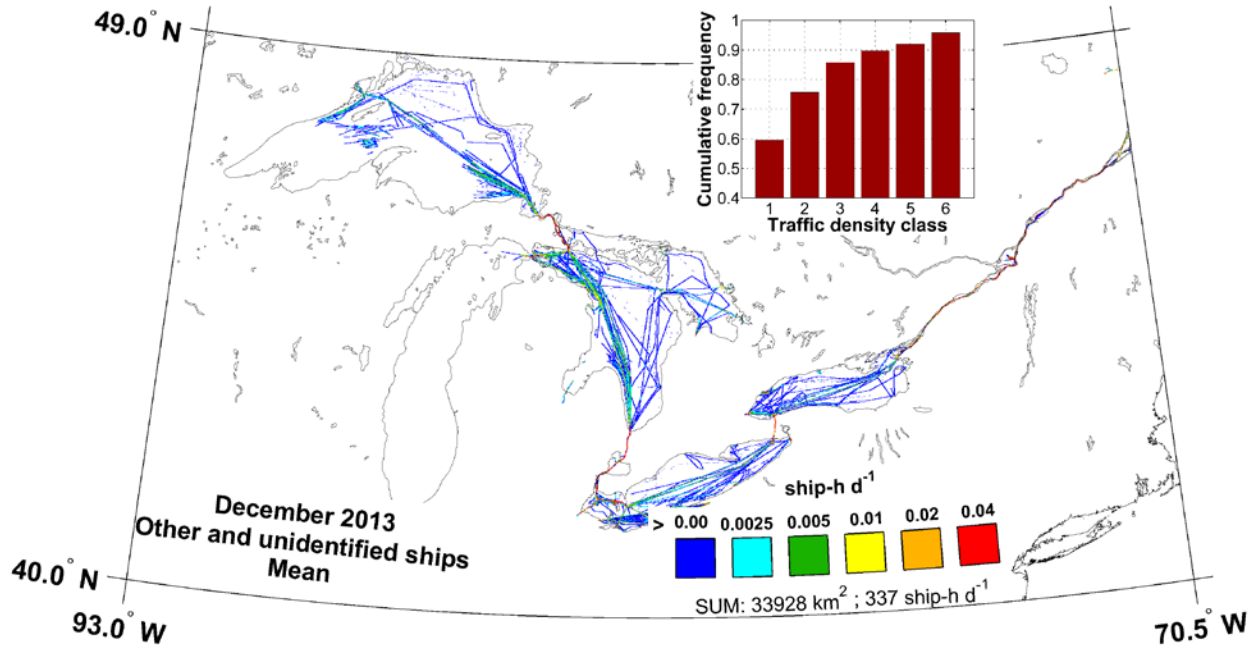 49.0° N
1
0.9
0.8
0.7
0.6
0.5
0.4
Cumulative frequency
1 2 3 4 5 6
Traffic density class
December 2013
Other and unidentified ships
Mean
ship-h d⁻¹
> 0.00 0.0025 0.005 0.01 0.02 0.04
SUM: 33928 km² ; 337 ship-h d⁻¹
40.0° N
93.0° W
70.5° W